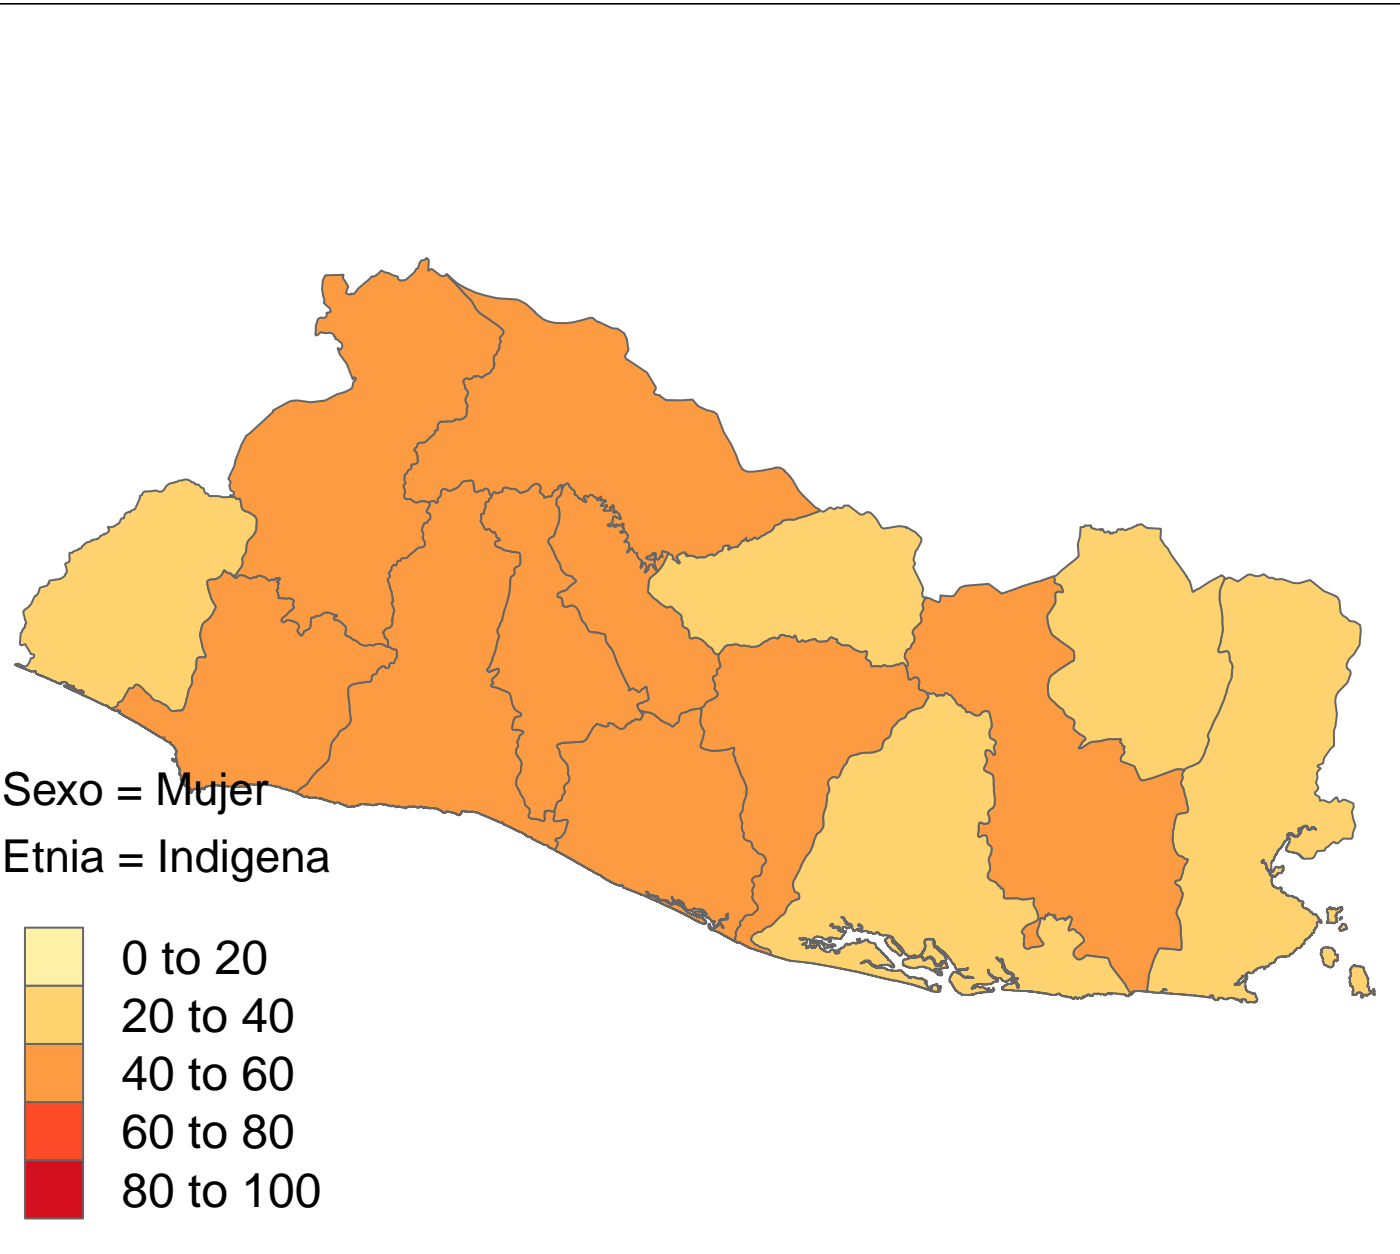 Sexo = Mujer
Etnia = Indigena
0 to 20
20 to 40
40 to 60
60 to 80
80 to 100